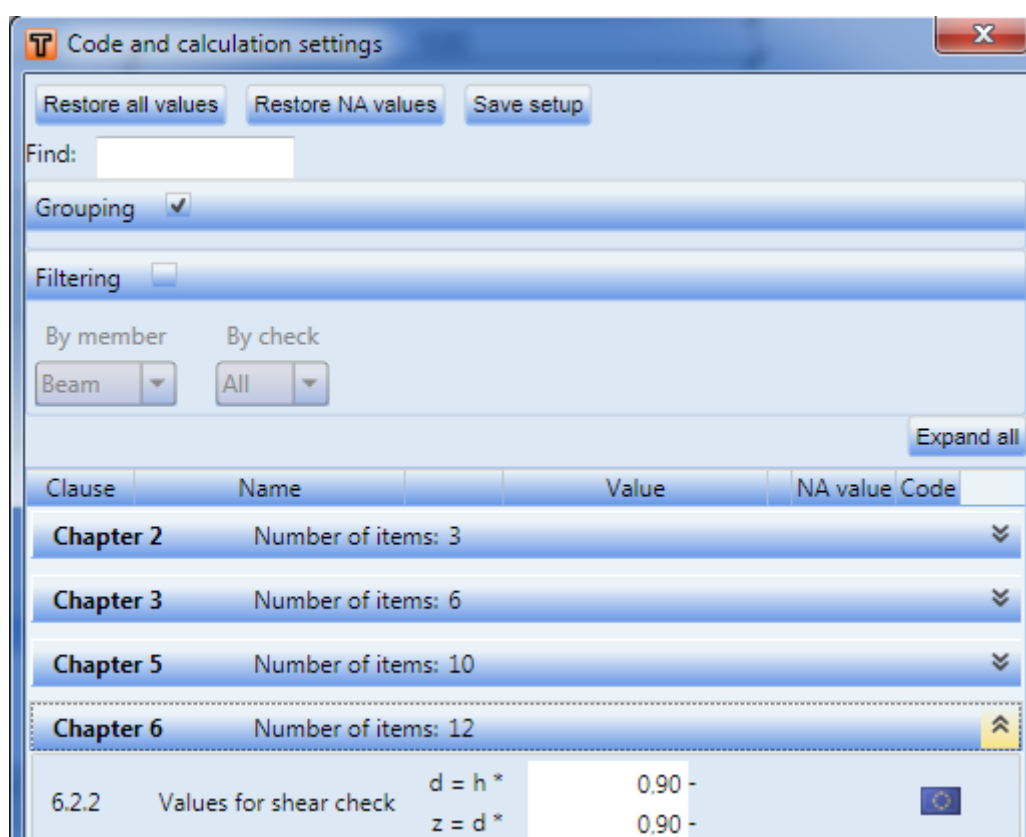 Code and calculation settings
Restore all values Restore NA values Save setup
Find:
Grouping
Filtering
By member By check
Beam All
Expand all
Clause Name Value NA value Code
Chapter 2 Number of items: 3
Chapter 3 Number of items: 6
Chapter 5 Number of items: 10
Chapter 6 Number of items: 12
6.2.2 Values for shear check d = h * 0,90 -
z = d * 0,90 -